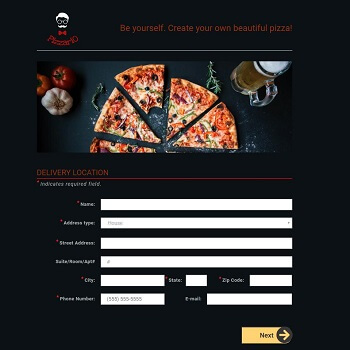 Pizzario
Be yourself. Create your own beautiful pizza!
DELIVERY LOCATION
* Indicates required field.
* Name:
* Address type: House
* Street Address:
Suite/Room/Apt# #
* City: * State: * Zip Code:
* Phone Number: (555) 555-5555 E-mail:
Next